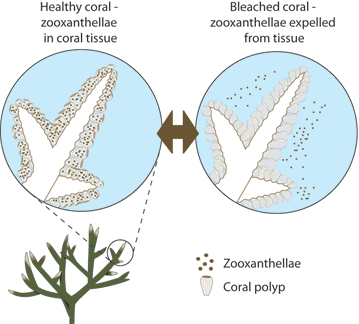 Healthy coral -
zooxanthellae
in coral tissue
Bleached coral -
zooxanthellae expelled
from tissue
Zooxanthellae
Coral polyp